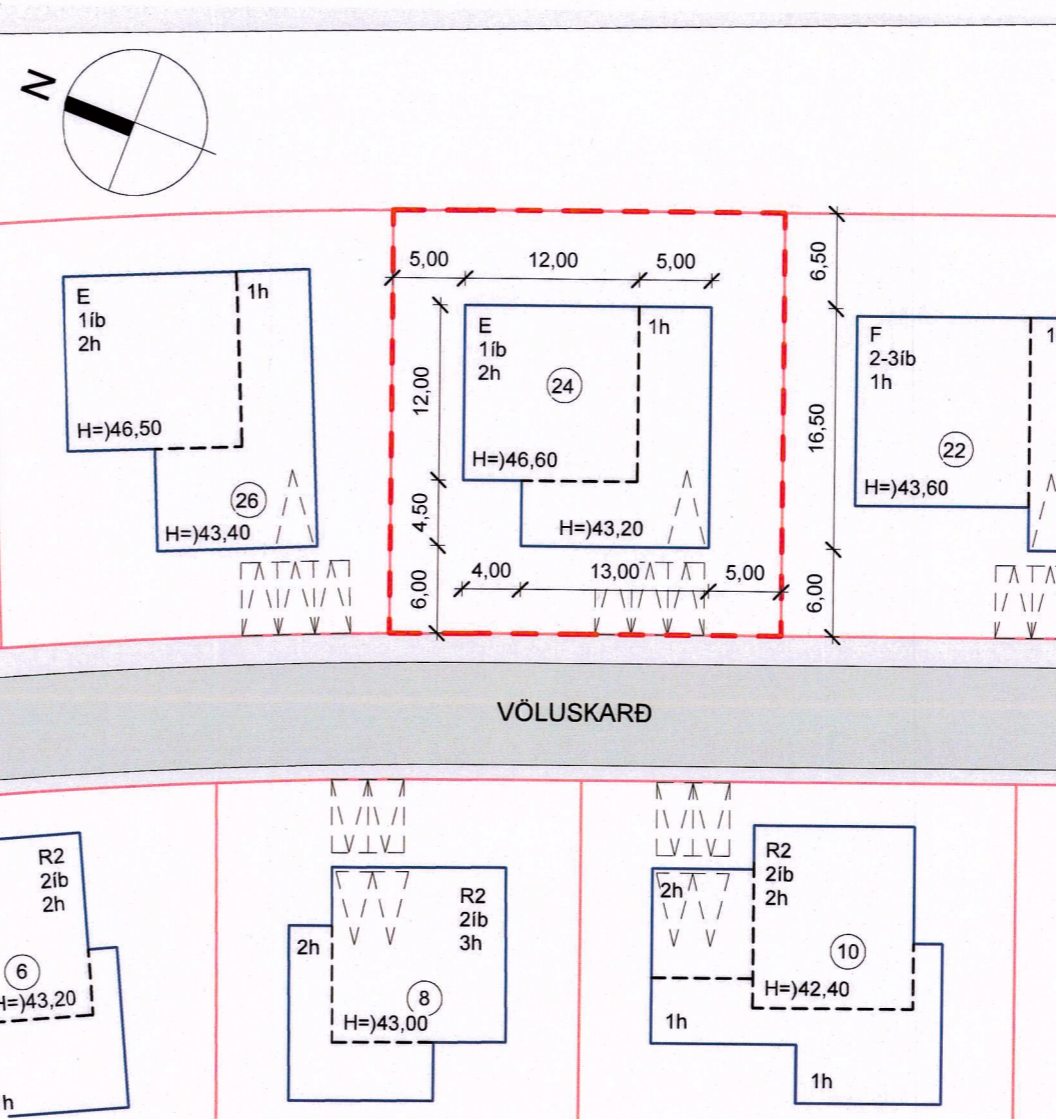 N
5,00 12,00 5,00
6,50
E
1íb
2h
1h
H=)46,50
26
H=)43,40
E
1íb
2h
1h
24
H=)46,60
H=)43,20
12,00
4,50
6,00
4,00 13,00 5,00
16,50
6,00
F
2-3íb
1h
22
H=)43,60
VÖLUSKARÐ
R2
2íb
2h
6
H=)43,20
h
R2
2íb
3h
2h
8
H=)43,00
R2
2íb
2h
2h
10
H=)42,40
1h
1h